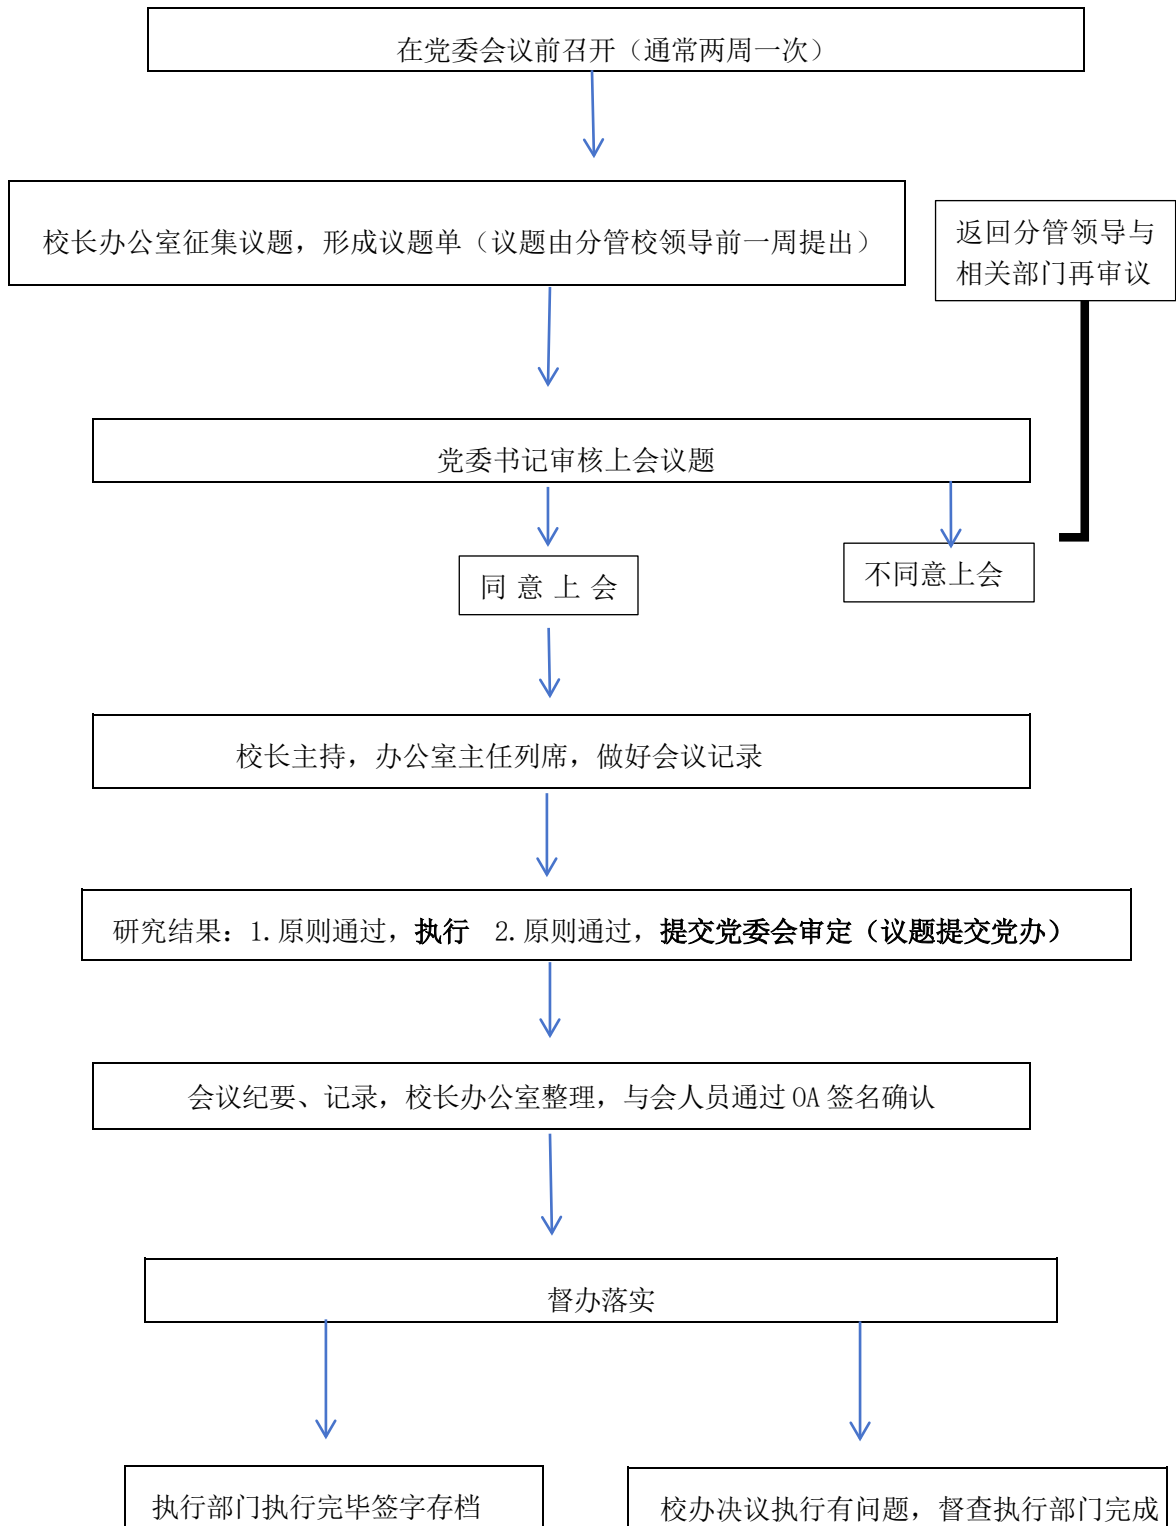 在党委会议前召开（通常两周一次）
校长办公室征集议题，形成议题单（议题由分管校领导前一周提出）
返回分管领导与
相关部门再审议
党委书记审核上会议题
同 意 上 会
不同意上会
校长主持，办公室主任列席，做好会议记录
研究结果：1.原则通过，执行 2.原则通过，提交党委会审定（议题提交党办）
会议纪要、记录，校长办公室整理，与会人员通过 OA 签名确认
督办落实
执行部门执行完毕签字存档
校办决议执行有问题，督查执行部门完成